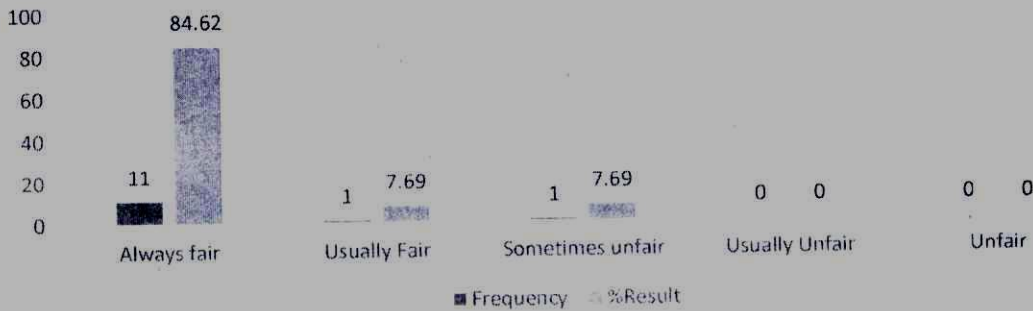 100
84.62
80
60
40
20
11
1
7.69
1
7.69
0 0
0 0
0
Always fair
Usually Fair
Sometimes unfair
Usually Unfair
Unfair
Frequency %Result